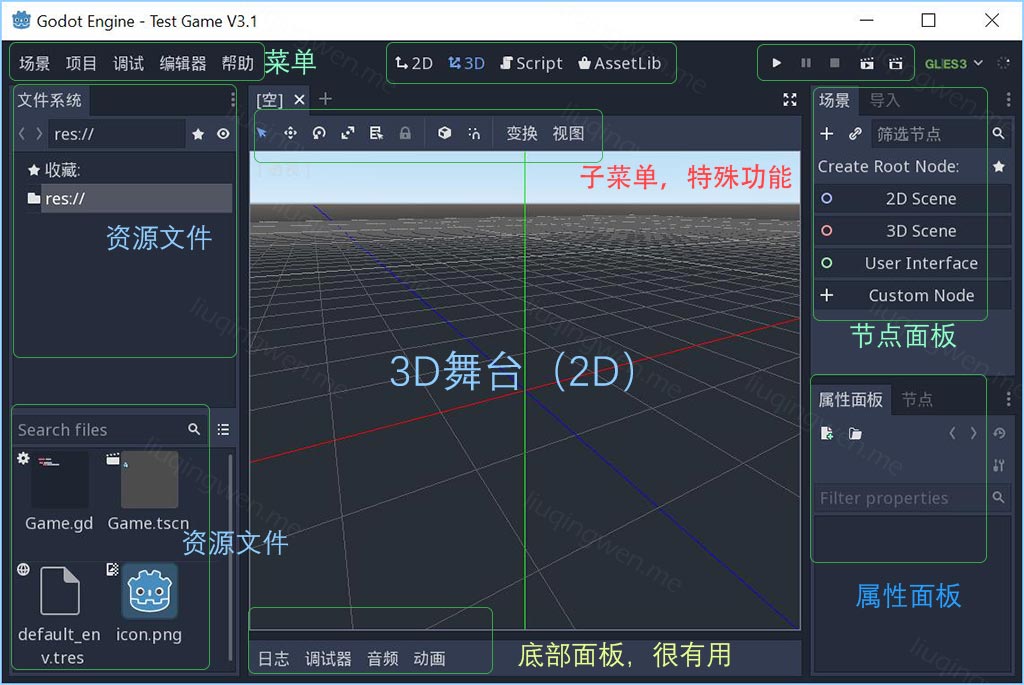 Godot Engine - Test Game V3.1
场景 项目 调试 编辑器 帮助 菜单 2D 3D Script AssetLib GLES3
文件系统 [空] 场景 导入
res:// 变换 视图 筛选节点
收藏: 子菜单，特殊功能 Create Root Node:
res:// 2D Scene
资源文件 3D Scene
User Interface
Custom Node
节点面板
3D舞台（2D）
属性面板 节点
Search files
Filter properties
Game.gd Game.tscn
资源文件
属性面板
default_en
v.tres
icon.png
日志 调试器 音频 动画 底部面板，很有用
liuqingwen.me